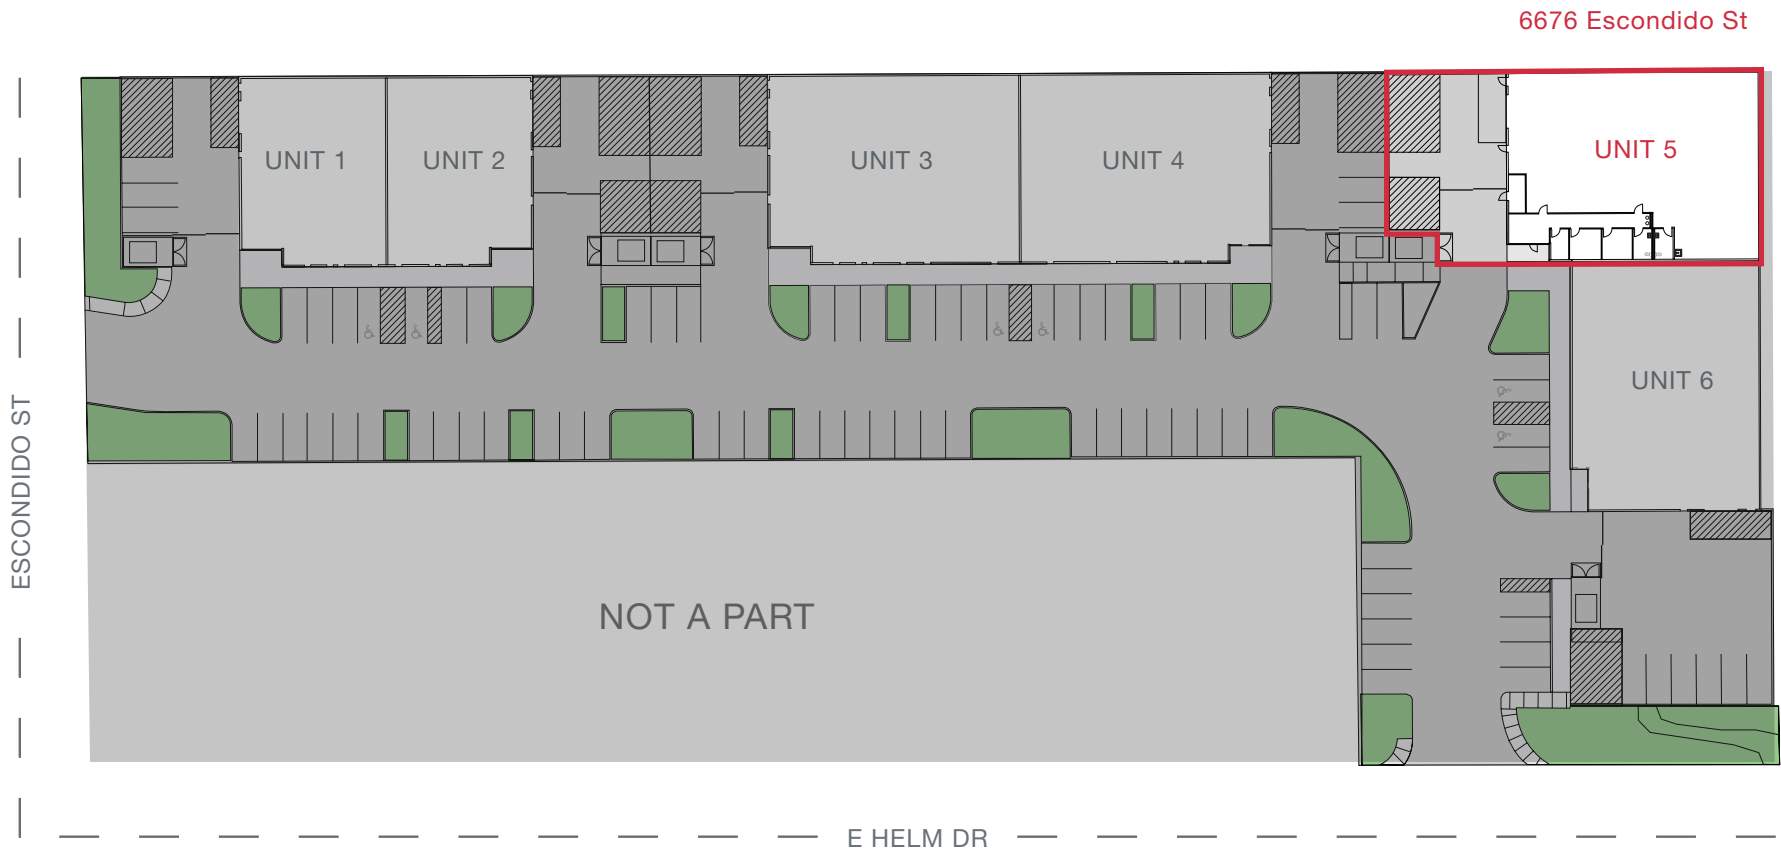 6676 Escondido St
UNIT 1
UNIT 2
UNIT 3
UNIT 4
UNIT 5
UNIT 6
ESCONDIDO ST
NOT A PART
E HELM DR